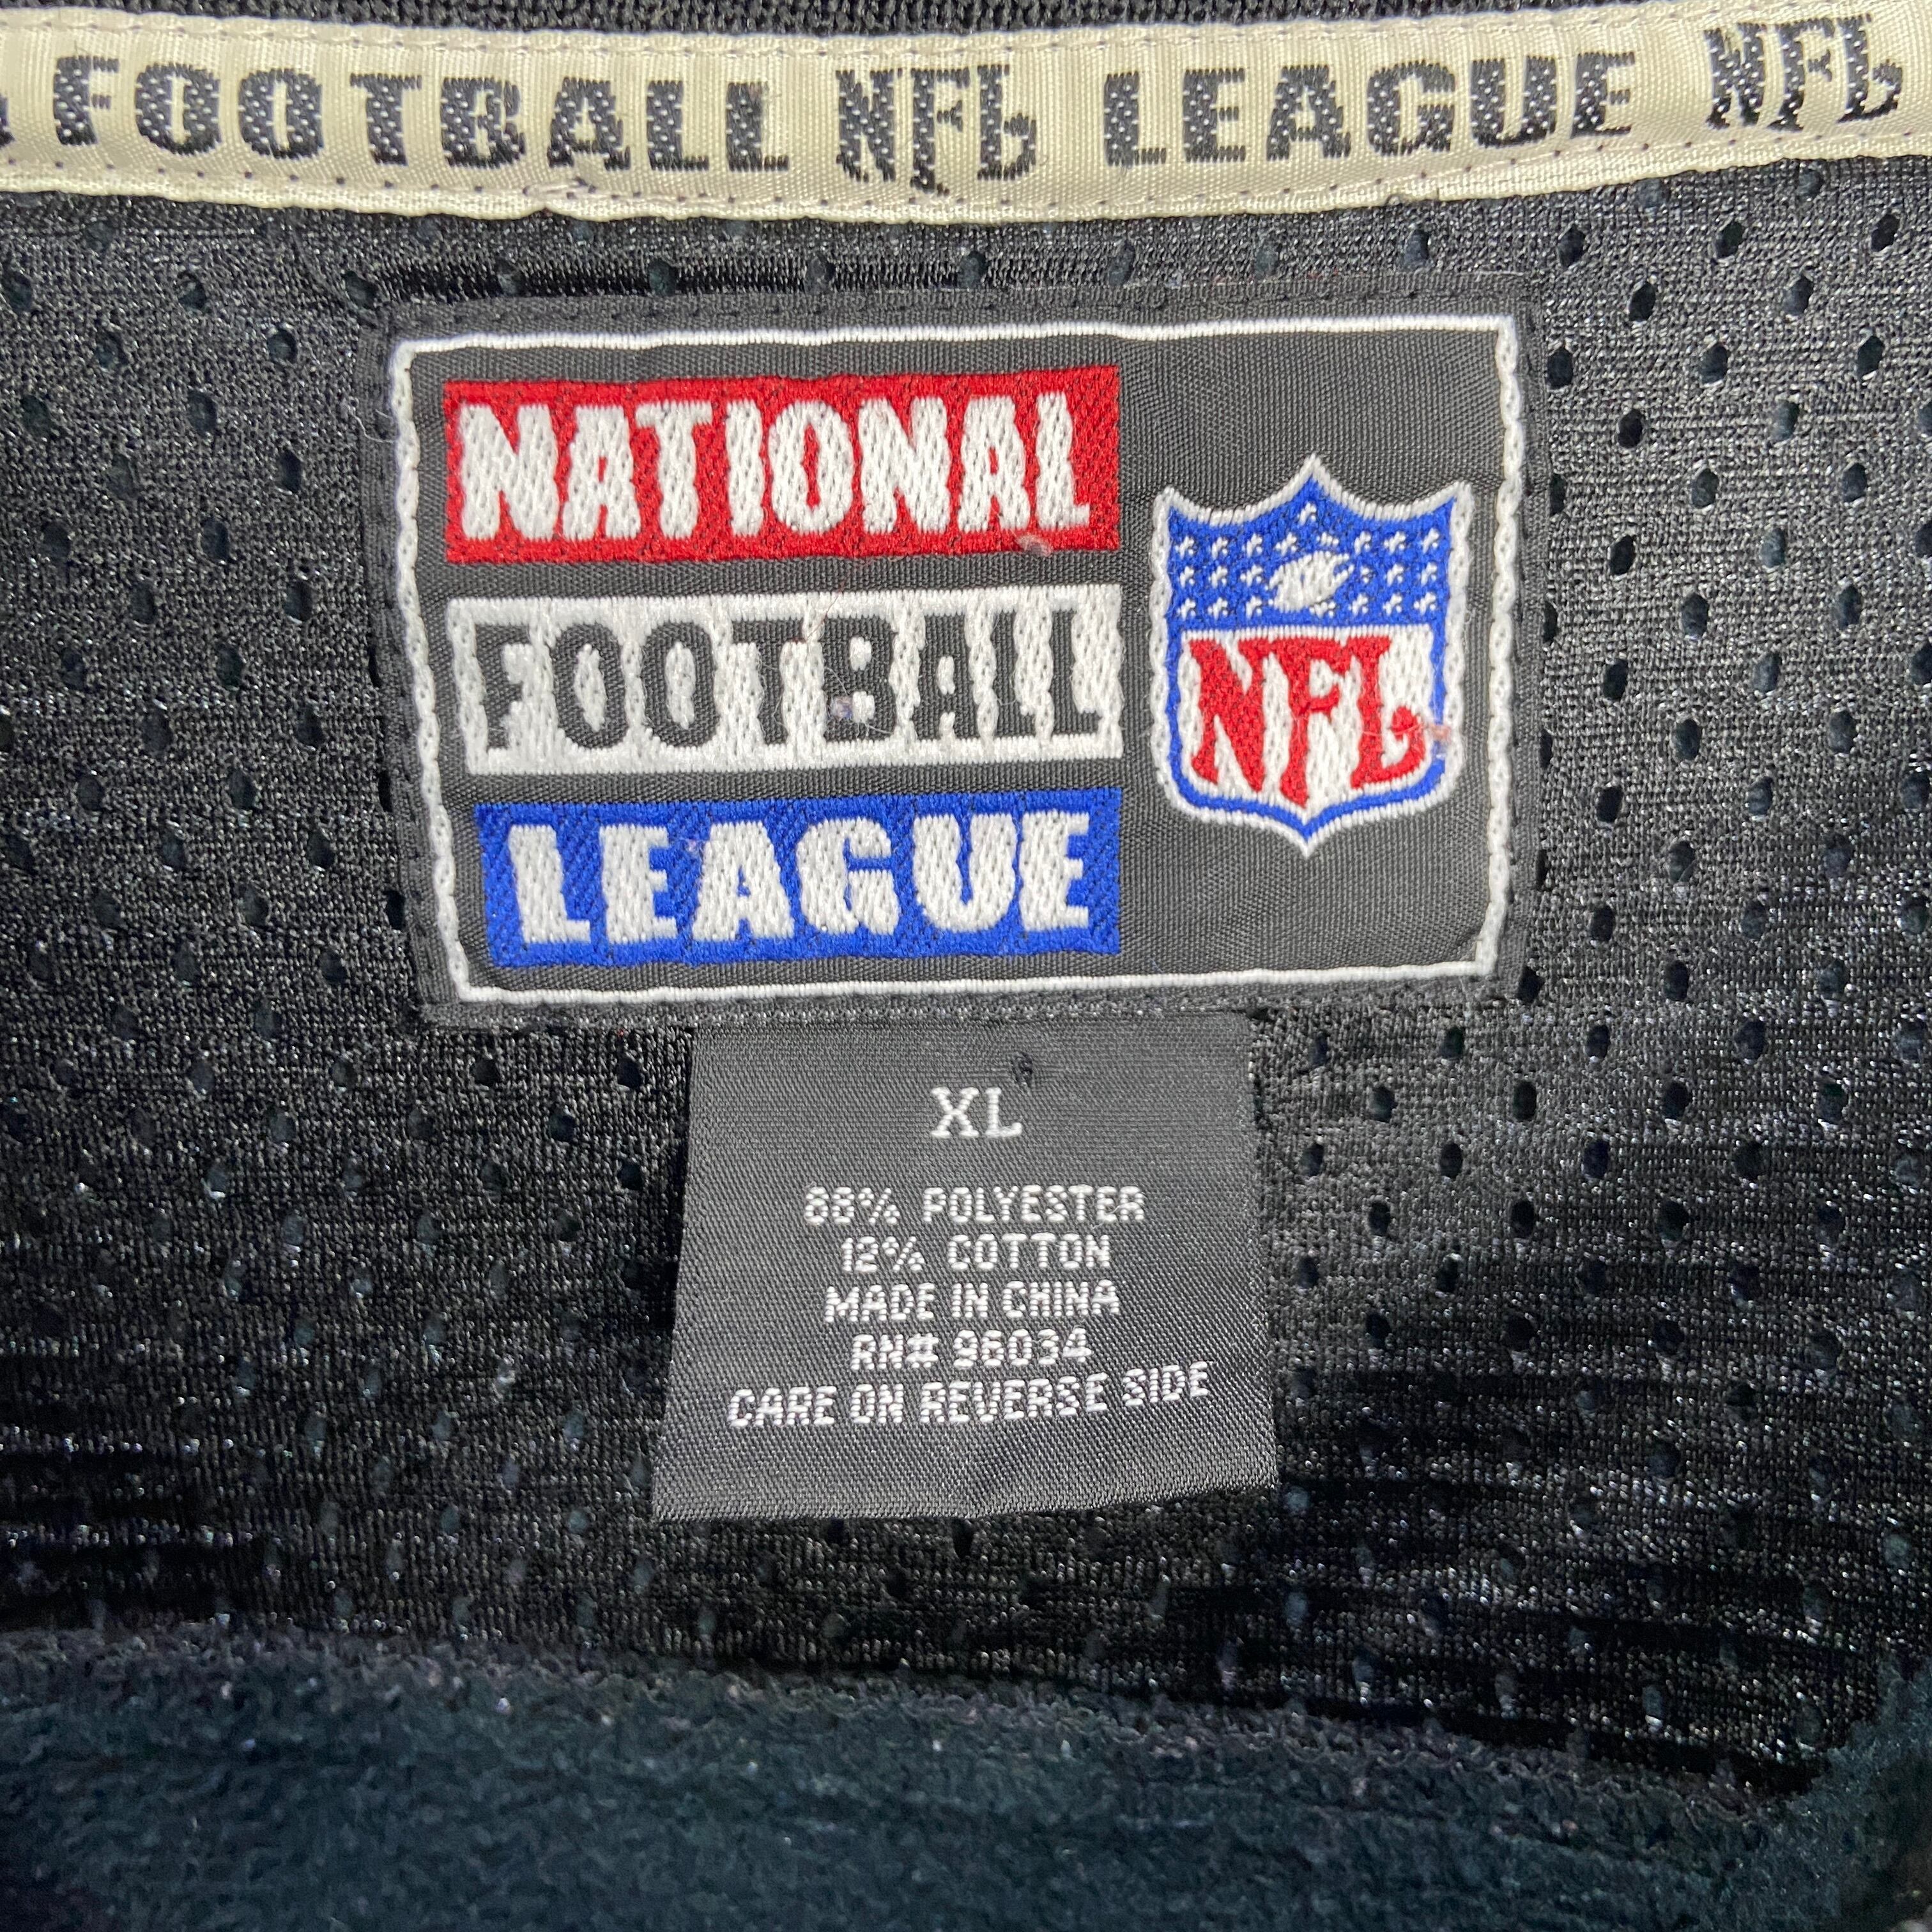 FOOTBALL NFL LEAGUE NFL
NATIONAL
FOOTBALL
LEAGUE
NFL
XL
88% POLYESTER
12% COTTON
MADE IN CHINA
RN# 96034
CARE ON REVERSE SIDE